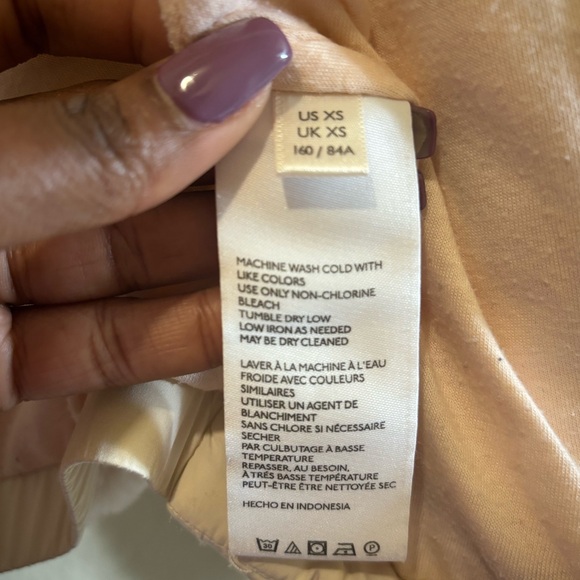 US XS
UK XS
160 / 84A
MACHINE WASH COLD WITH
LIKE COLORS
USE ONLY NON-CHLORINE
BLEACH
TUMBLE DRY LOW
LOW IRON AS NEEDED
MAY BE DRY CLEANED
LAVER À LA MACHINE À L'EAU
FROIDE AVEC COULEURS
SIMILAIRES
UTILISER UN AGENT DE
BLANCHIMENT
SANS CHLORE SI NÉCESSAIRE
SECHER
PAR CULBUTAGE À BASSE
TEMPERATURE
REPASSER, AU BESOIN,
À TRÉS BASSE TEMPÉRATURE
PEUT-ÊTRE ÊTRE NETTOYÉE SEC
HECHO EN INDONESIA
30
P